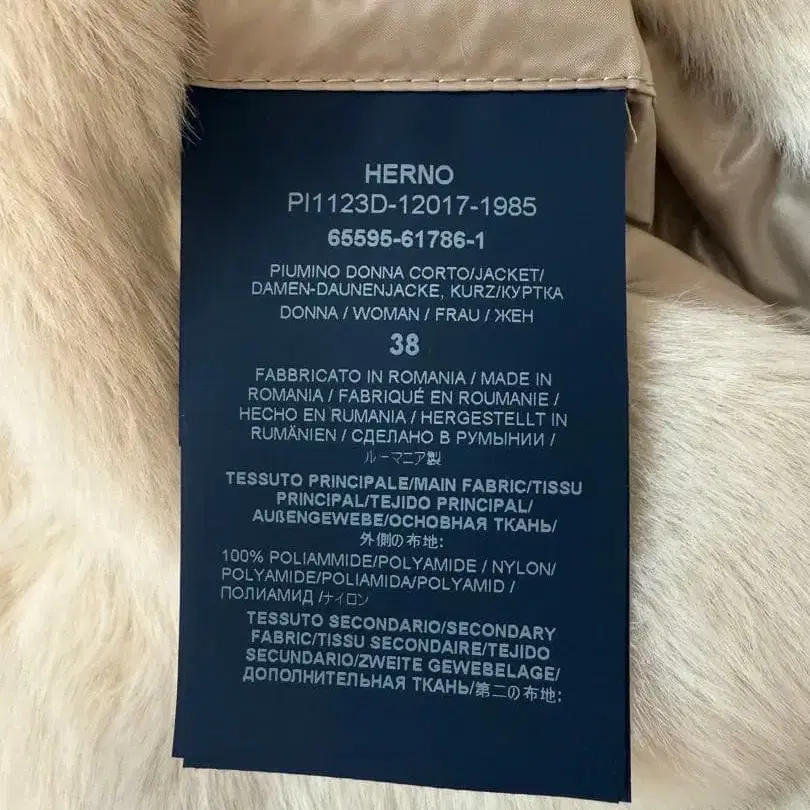 HERNO
PI1123D-12017-1985
65595-61786-1
PIUMINO DONNA CORTO/JACKET/
DAMEN-DAUNENJACKE, KURZ/КУРТКА
DONNA / WOMAN / FRAU / ЖЕН
38
FABBRICATO IN ROMANIA / MADE IN
ROMANIA / FABRIQUÉ EN ROUMANIE /
HECHO EN RUMANIA / HERGESTELLT IN
RUMÄNIEN / СДЕЛАНО В РУМЫНИИ /
ルーマニア製
TESSUTO PRINCIPALE/MAIN FABRIC/TISSU
PRINCIPAL/TEJIDO PRINCIPAL/
AUßENGEWEBE/ОСНОВНАЯ ТКАНЬ/
外側の布地:
100% POLIAMMIDE/POLYAMIDE / NYLON/
POLYAMIDE/POLIAMIDA/POLYAMID /
ПОЛИАМИД /ナイロン
TESSUTO SECONDARIO/SECONDARY
FABRIC/TISSU SECONDAIRE/TEJIDO
SECUNDARIO/ZWEITE GEWEBELAGE/
ДОПОЛНИТЕЛЬНАЯ ТКАНЬ/第二の布地: